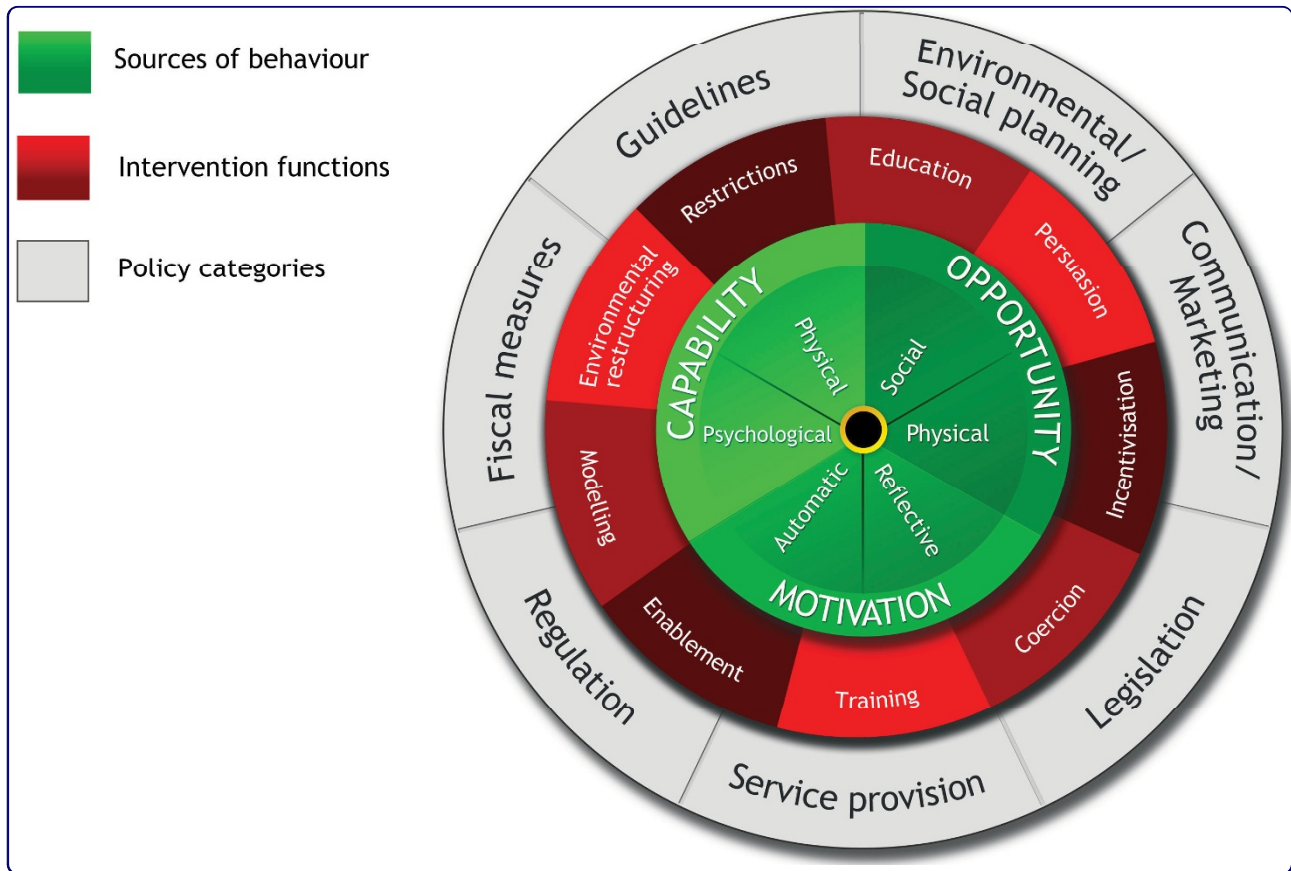 Sources of behaviour
Intervention functions
Policy categories
Guidelines
Environmental/
Social planning
Communication/
Marketing
Legislation
Service provision
Regulation
Fiscal measures
Restrictions
Education
Persuasion
Incentivisation
Coercion
Training
Enablement
Modelling
Environmental
restructuring
CAPABILITY
OPPORTUNITY
MOTIVATION
Physical
Social
Physical
Reflective
Automatic
Psychological